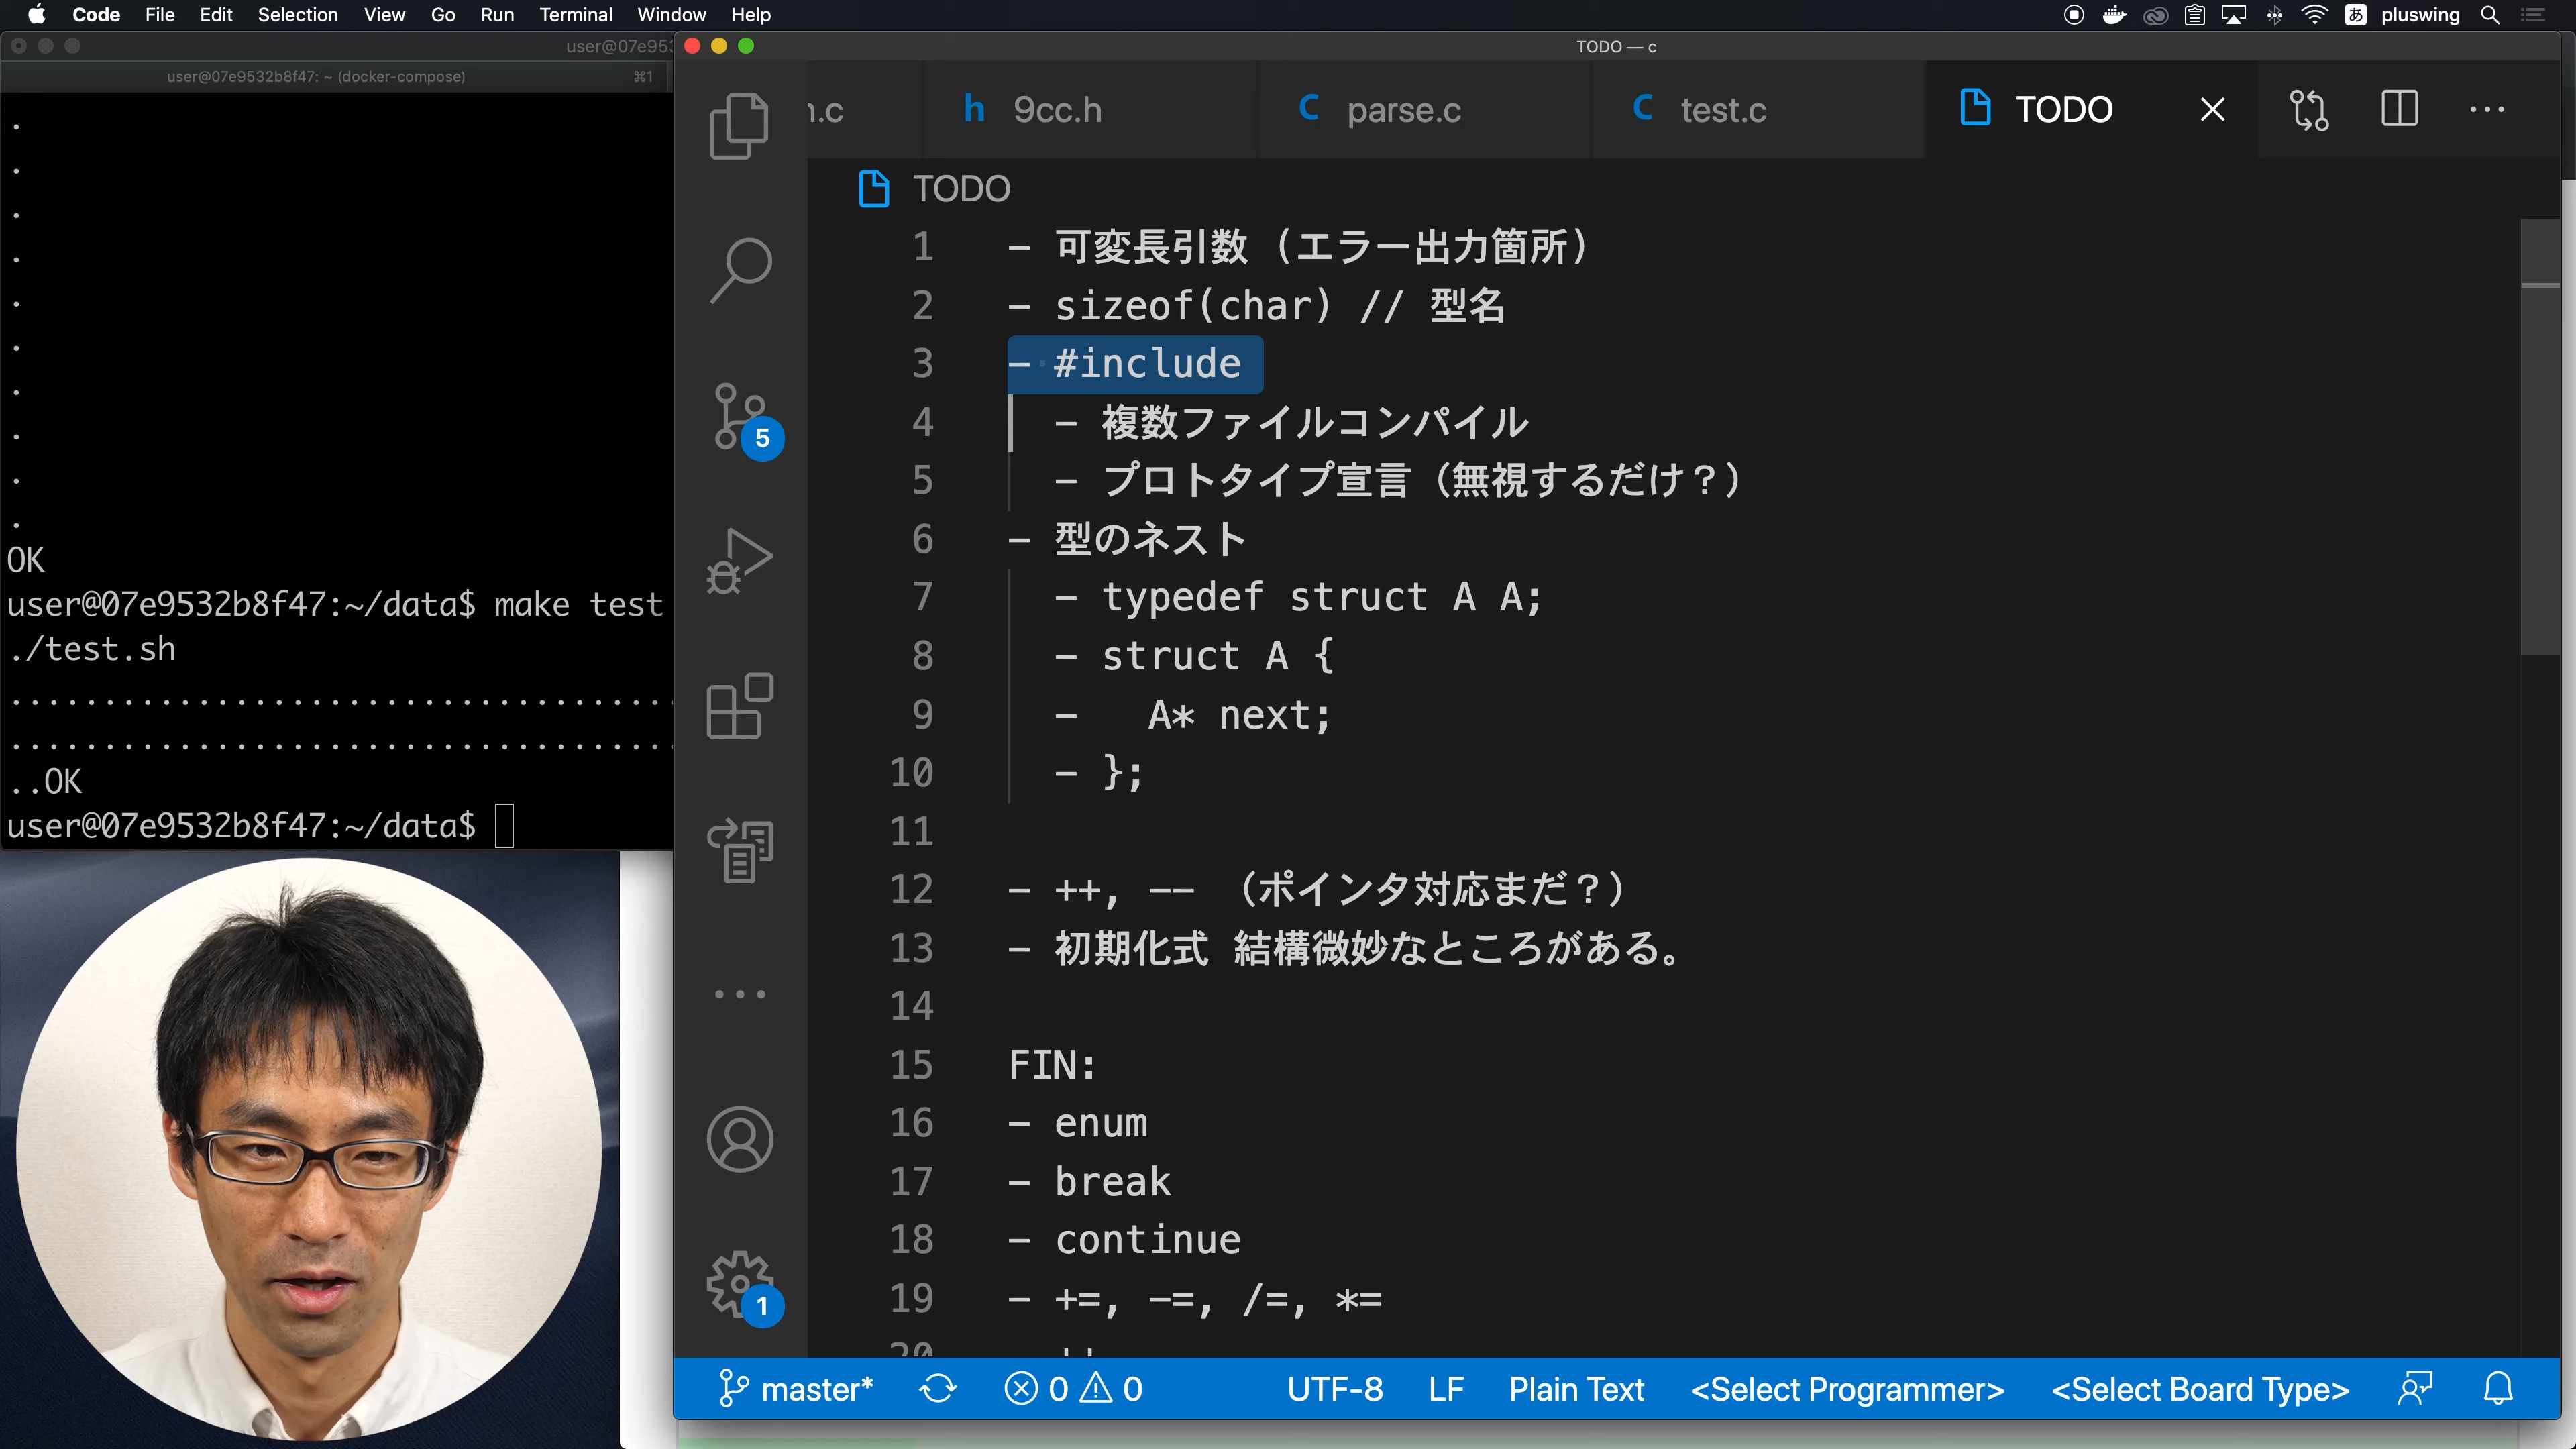 Code File Edit Selection View Go Run Terminal Window Help
あ pluswing
user@07e953
user@07e9532b8f47: ~ (docker-compose) ⌘1
.
.
.
.
.
.
.
.
.
.
OK
user@07e9532b8f47:~/data$ make test
./test.sh
...................................
...................................
..OK
user@07e9532b8f47:~/data$
TODO — c
.c
h 9cc.h
C parse.c
C test.c
TODO
TODO
1 - 可変長引数 (エラー出力箇所)
2 - sizeof(char) // 型名
3 - #include
4 - 複数ファイルコンパイル
5 - プロトタイプ宣言（無視するだけ？）
6 - 型のネスト
7 - typedef struct A A;
8 - struct A {
9 -   A* next;
10 - };
11
12 - ++, -- （ポインタ対応まだ？）
13 - 初期化式 結構微妙なところがある。
14
15 FIN:
16 - enum
17 - break
18 - continue
19 - +=, -=, /=, *=
5
1
master* 0 0 UTF-8 LF Plain Text <Select Programmer> <Select Board Type>